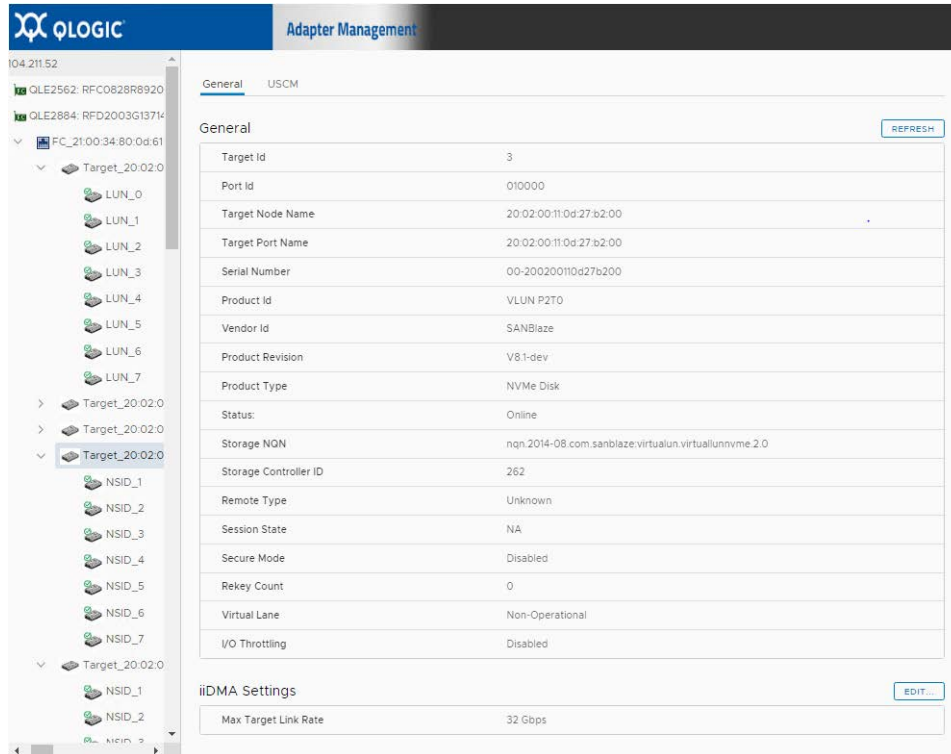 QLOGIC
Adapter Management
104.211.52
QLE2562: RFC0828R8920
QLE2884: RFD2003G13714
FC_21:00:34:80:0d:61
Target_20:02:0
LUN_0
LUN_1
LUN_2
LUN_3
LUN_4
LUN_5
LUN_6
LUN_7
Target_20:02:0
Target_20:02:0
Target_20:02:0
NSID_1
NSID_2
NSID_3
NSID_4
NSID_5
NSID_6
NSID_7
Target_20:02:0
NSID_1
NSID_2
NSID_3
General USCM
General REFRESH
Target Id 3
Port Id 010000
Target Node Name 20:02:00:11:0d:27:b2:00
Target Port Name 20:02:00:11:0d:27:b2:00
Serial Number 00-200200110d27b200
Product Id VLUN P2T0
Vendor Id SANBlaze
Product Revision V8.1-dev
Product Type NVMe Disk
Status: Online
Storage NQN nqn.2014-08.com.sanblaze:virtualun.virtuallunnvme.2.0
Storage Controller ID 262
Remote Type Unknown
Session State NA
Secure Mode Disabled
Rekey Count 0
Virtual Lane Non-Operational
I/O Throttling Disabled
iiDMA Settings EDIT...
Max Target Link Rate 32 Gbps